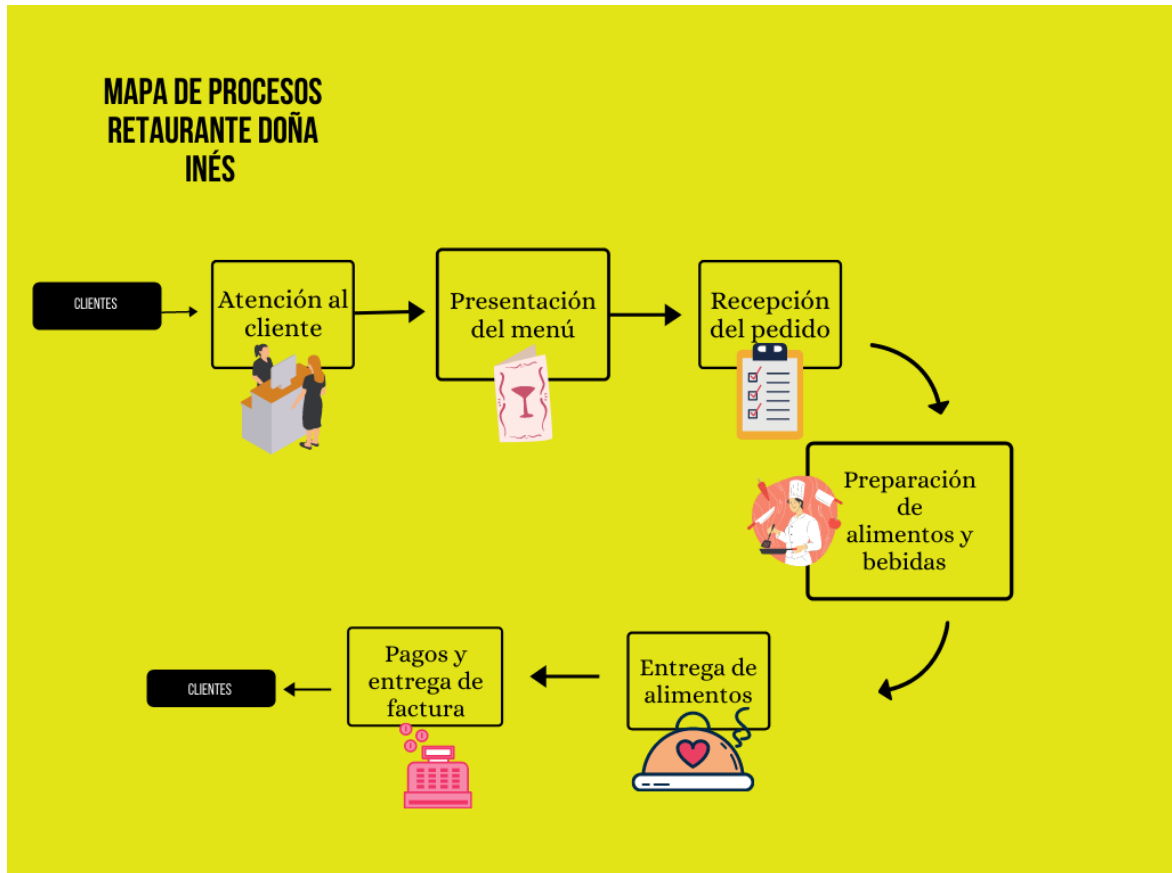 MAPA DE PROCESOS
RETAURANTE DOÑA
INÉS
CLIENTES
Atención al
cliente
Presentación
del menú
Recepción
del pedido
Preparación
de
alimentos y
bebidas
Entrega de
alimentos
Pagos y
entrega de
factura
CLIENTES